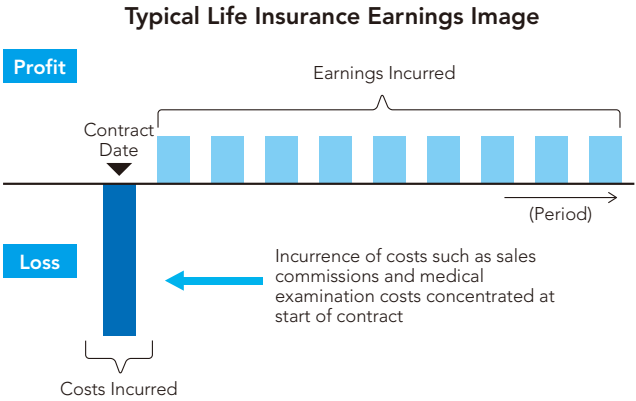 Typical Life Insurance Earnings Image
Profit
Earnings Incurred
Contract
Date
(Period)
Loss
Incurrence of costs such as sales
commissions and medical
examination costs concentrated at
start of contract
Costs Incurred